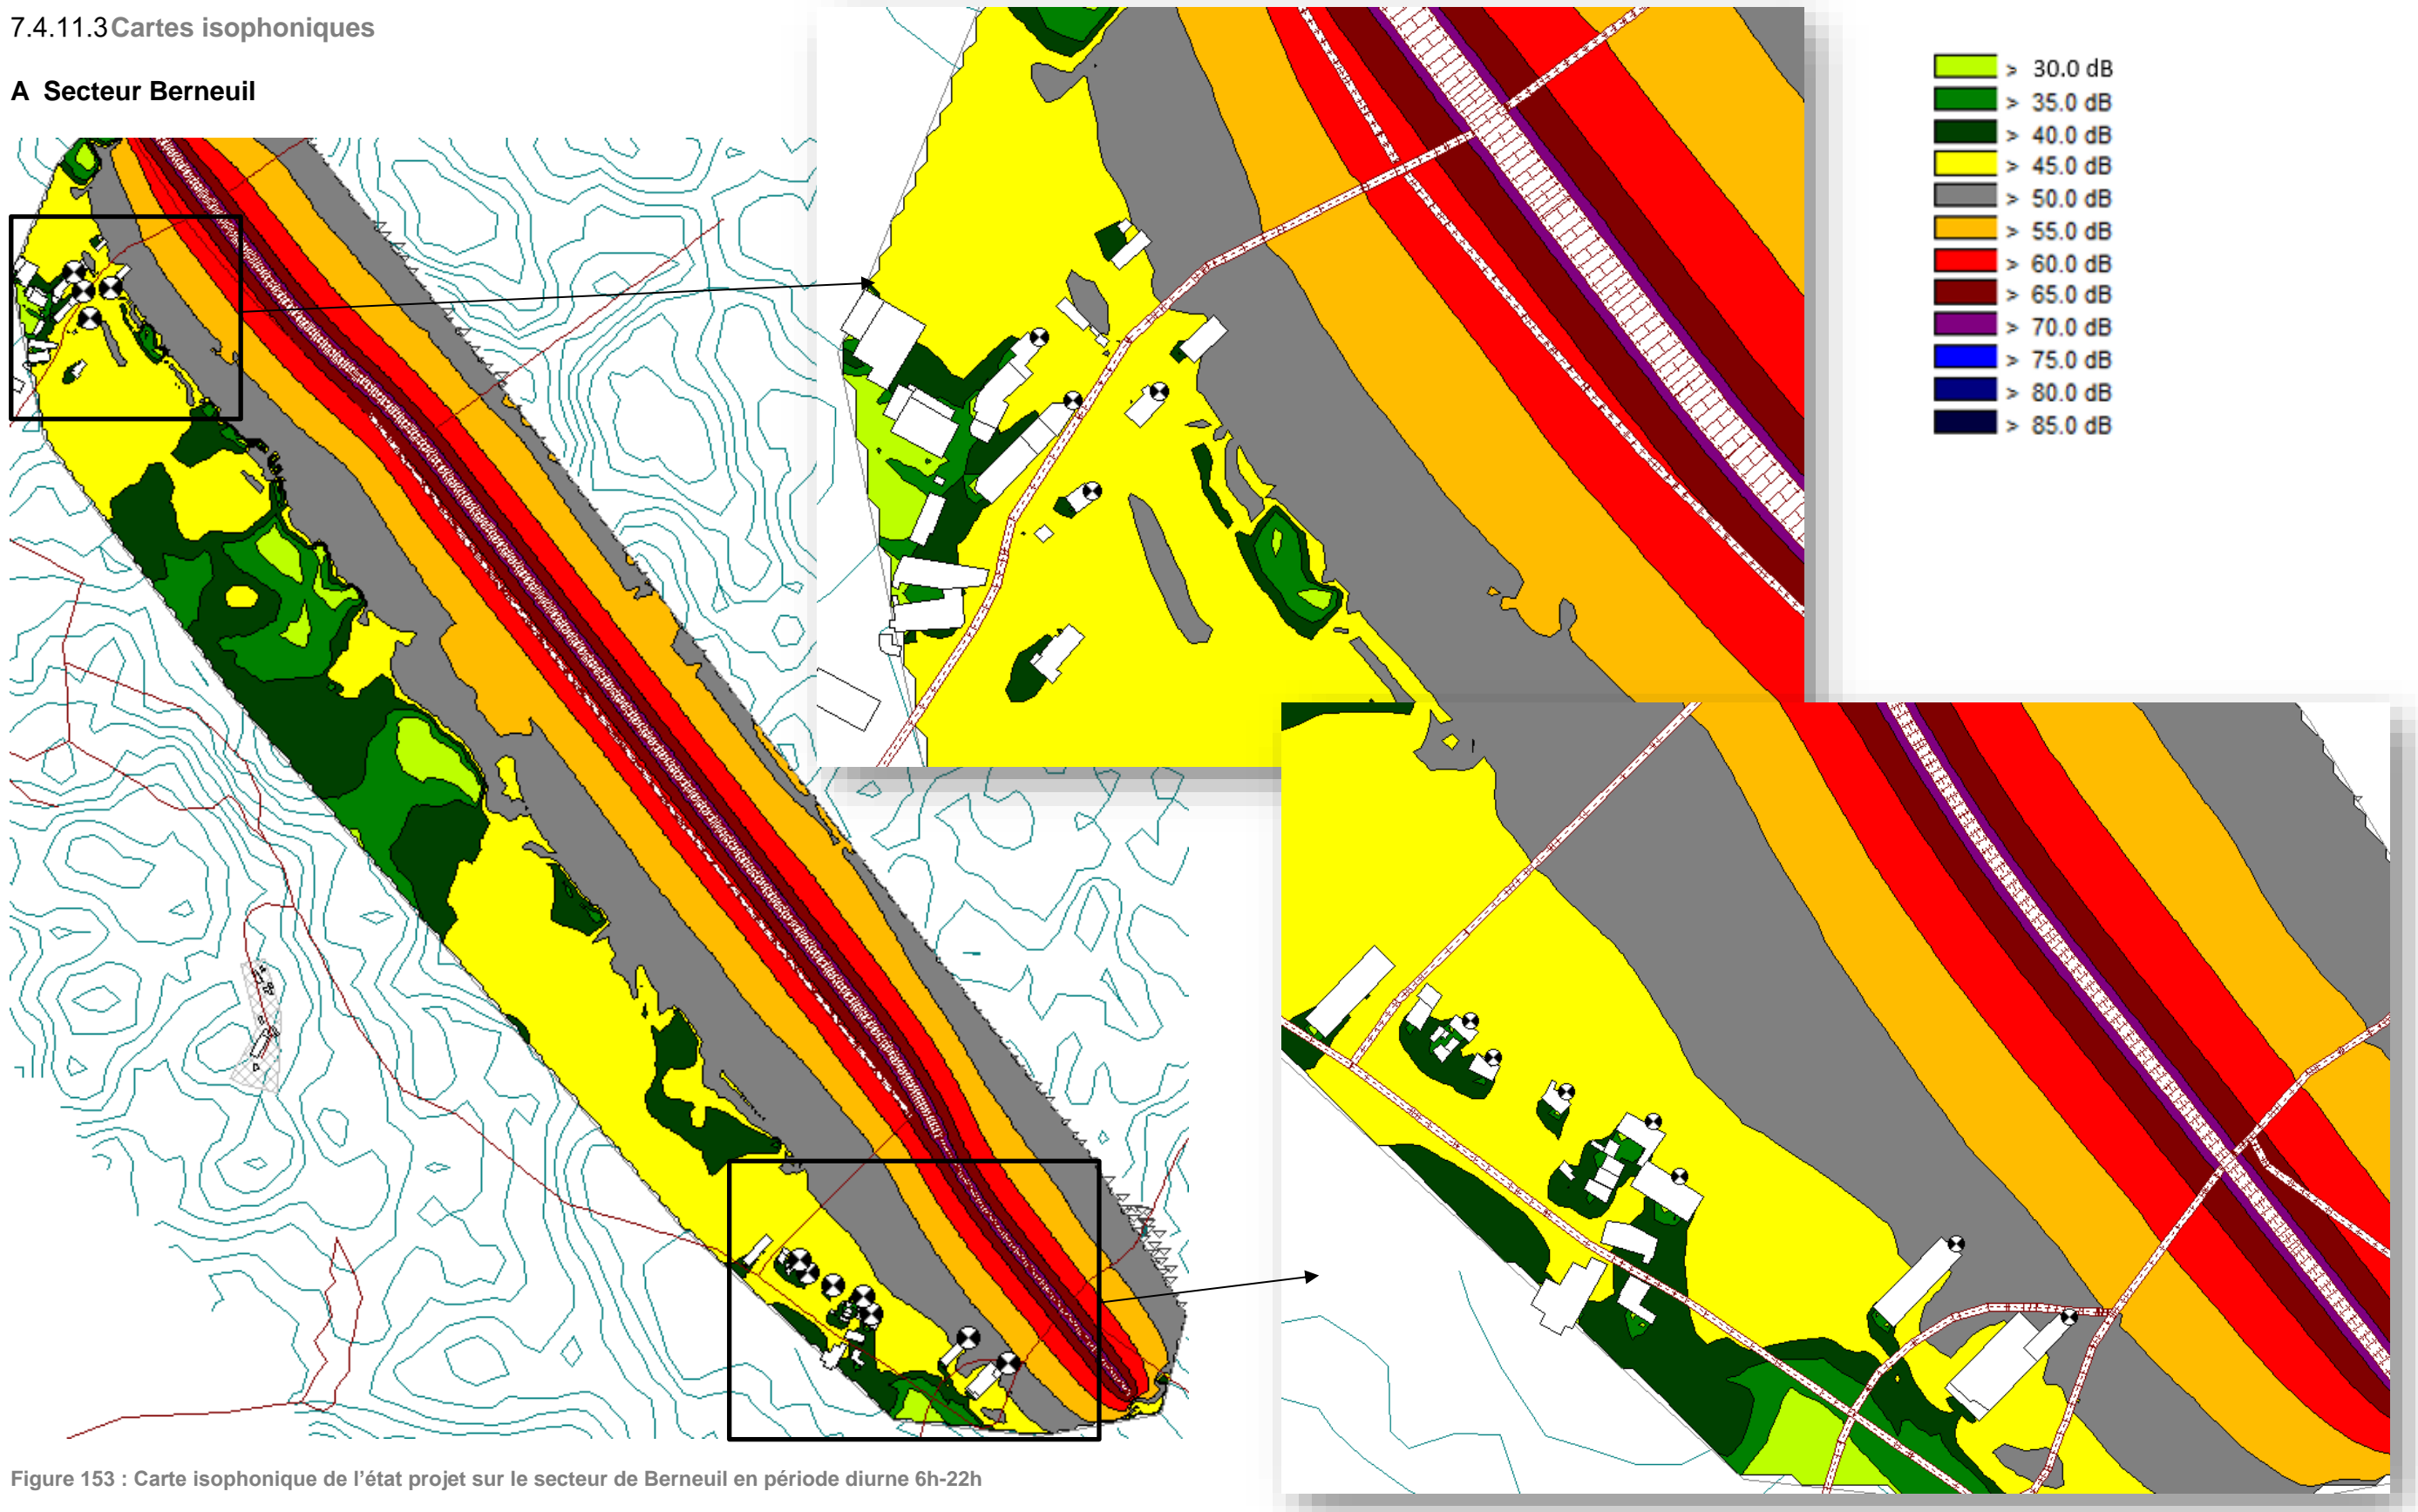 7.4.11.3 Cartes isophoniques
A Secteur Berneuil
> 30.0 dB
> 35.0 dB
> 40.0 dB
> 45.0 dB
> 50.0 dB
> 55.0 dB
> 60.0 dB
> 65.0 dB
> 70.0 dB
> 75.0 dB
> 80.0 dB
> 85.0 dB
Figure 153 : Carte isophonique de l'état projet sur le secteur de Berneuil en période diurne 6h-22h